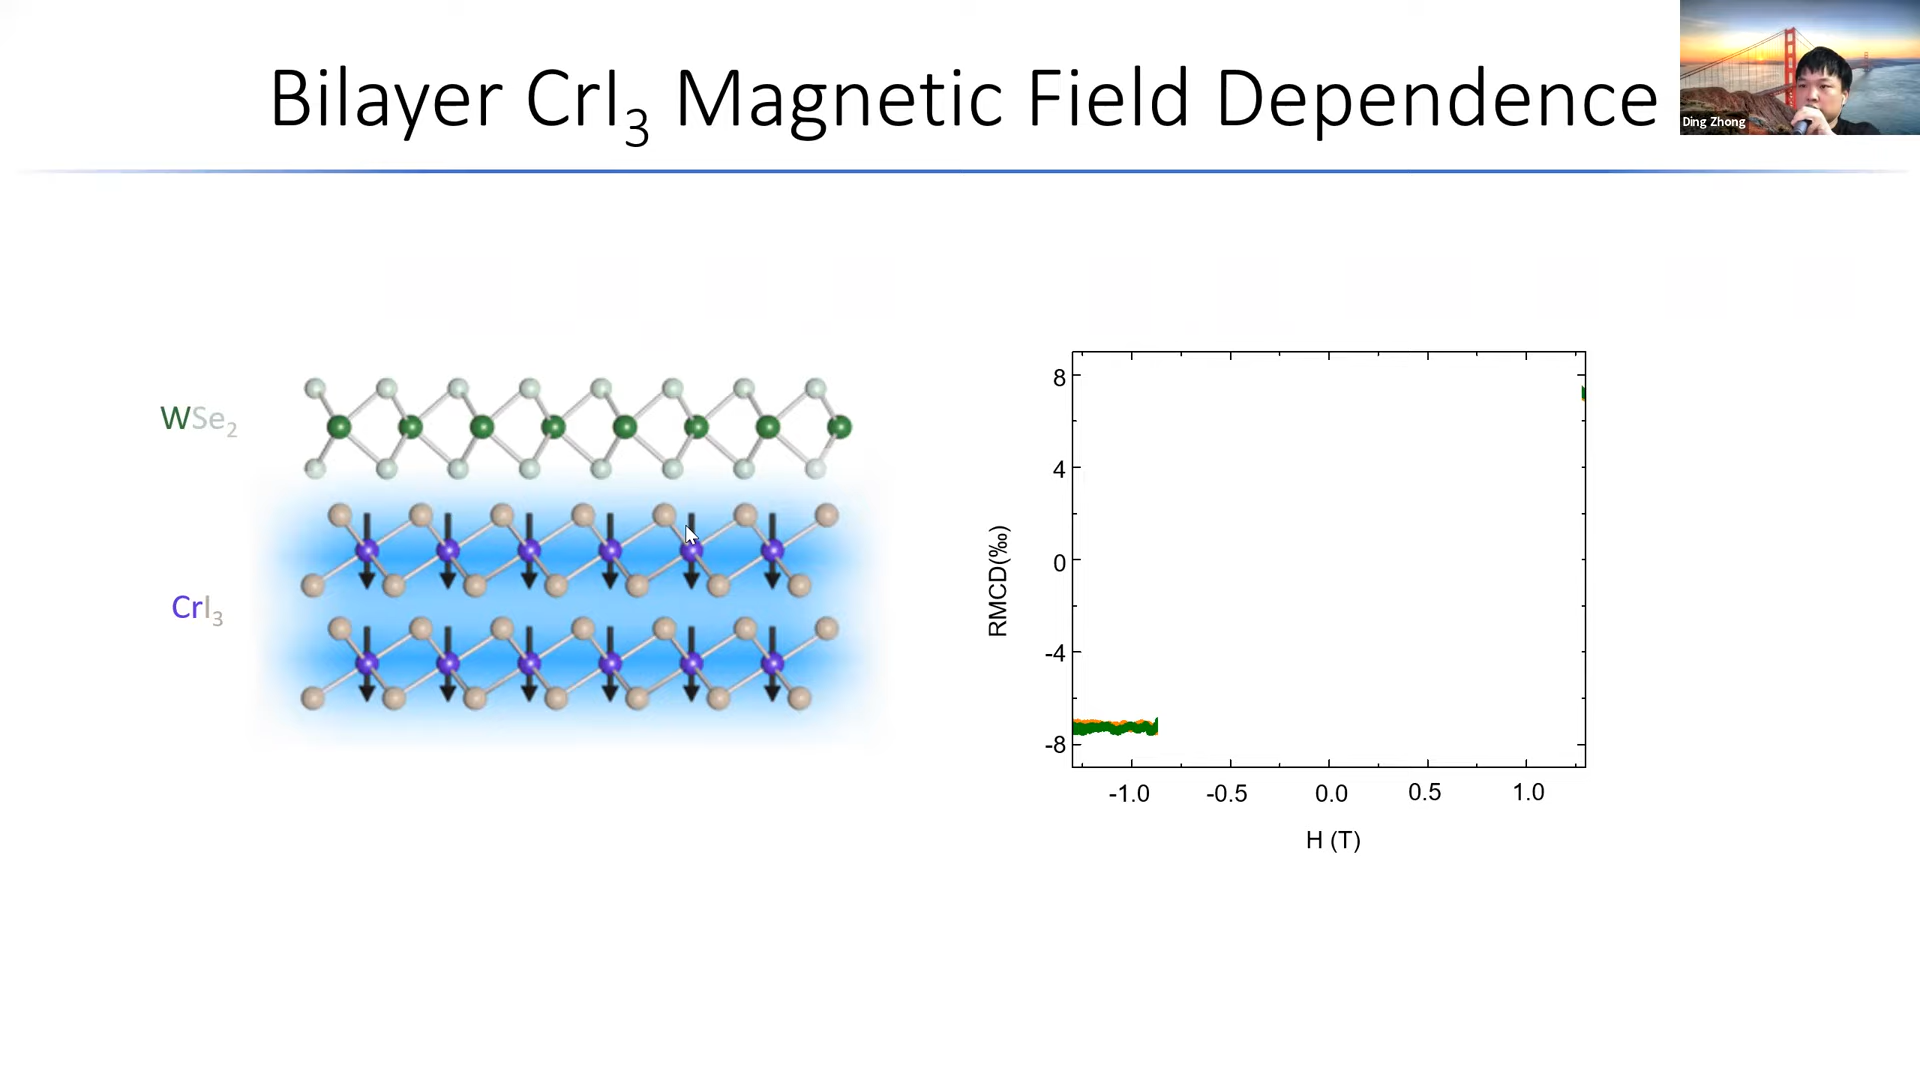 Bilayer CrI₃ Magnetic Field Dependence
Ding Zhong
WSe₂
CrI₃
8
4
0
-4
-8
RMCD(‰)
-1.0 -0.5 0.0 0.5 1.0
H (T)